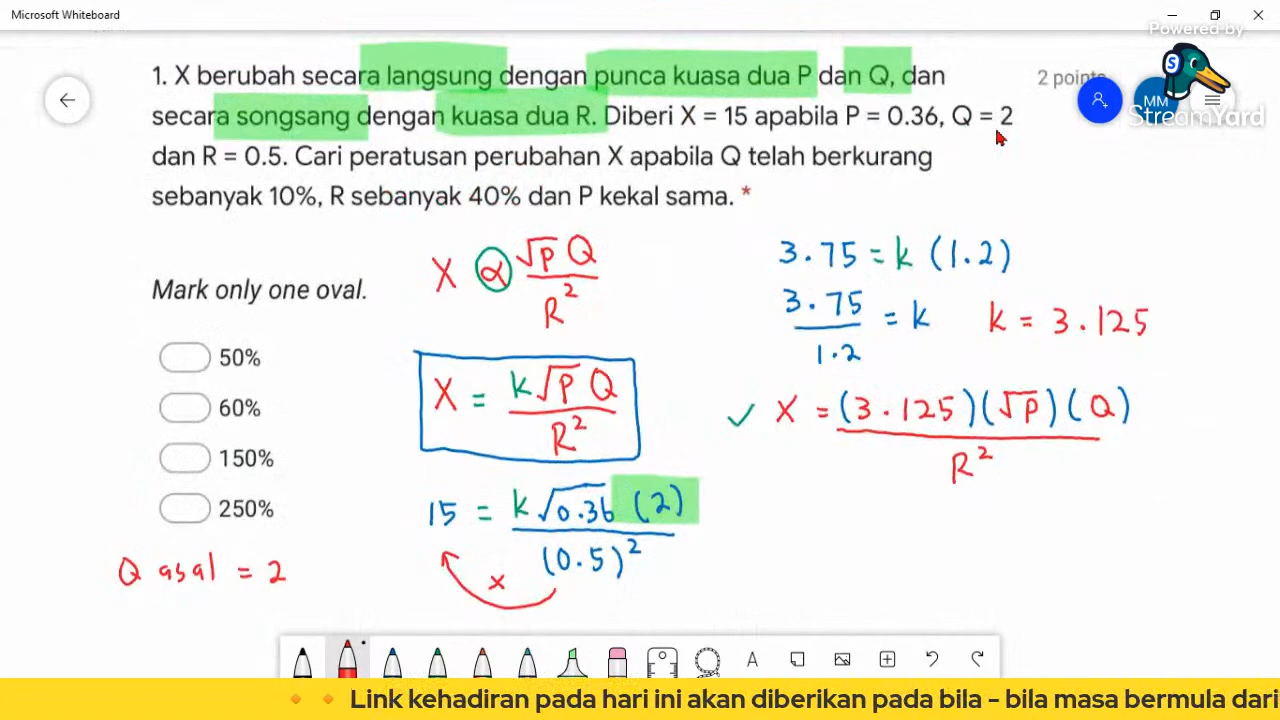 Microsoft Whiteboard
Powered by
StreamYard
1. X berubah secara langsung dengan punca kuasa dua P dan Q, dan
secara songsang dengan kuasa dua R. Diberi X = 15 apabila P = 0.36, Q = 2
dan R = 0.5. Cari peratusan perubahan X apabila Q telah berkurang
sebanyak 10%, R sebanyak 40% dan P kekal sama. *
2 points
MM
Mark only one oval.
50%
60%
150%
250%
Q asal = 2
X α √P Q
R²
X = k√P Q
R²
15 = k√0.36 (2)
(0.5)²
x
3.75 = k (1.2)
3.75 = k
1.2
k = 3.125
✓ X = (3.125)(√P)(Q)
R²
A
Link kehadiran pada hari ini akan diberikan pada bila - bila masa bermula dari